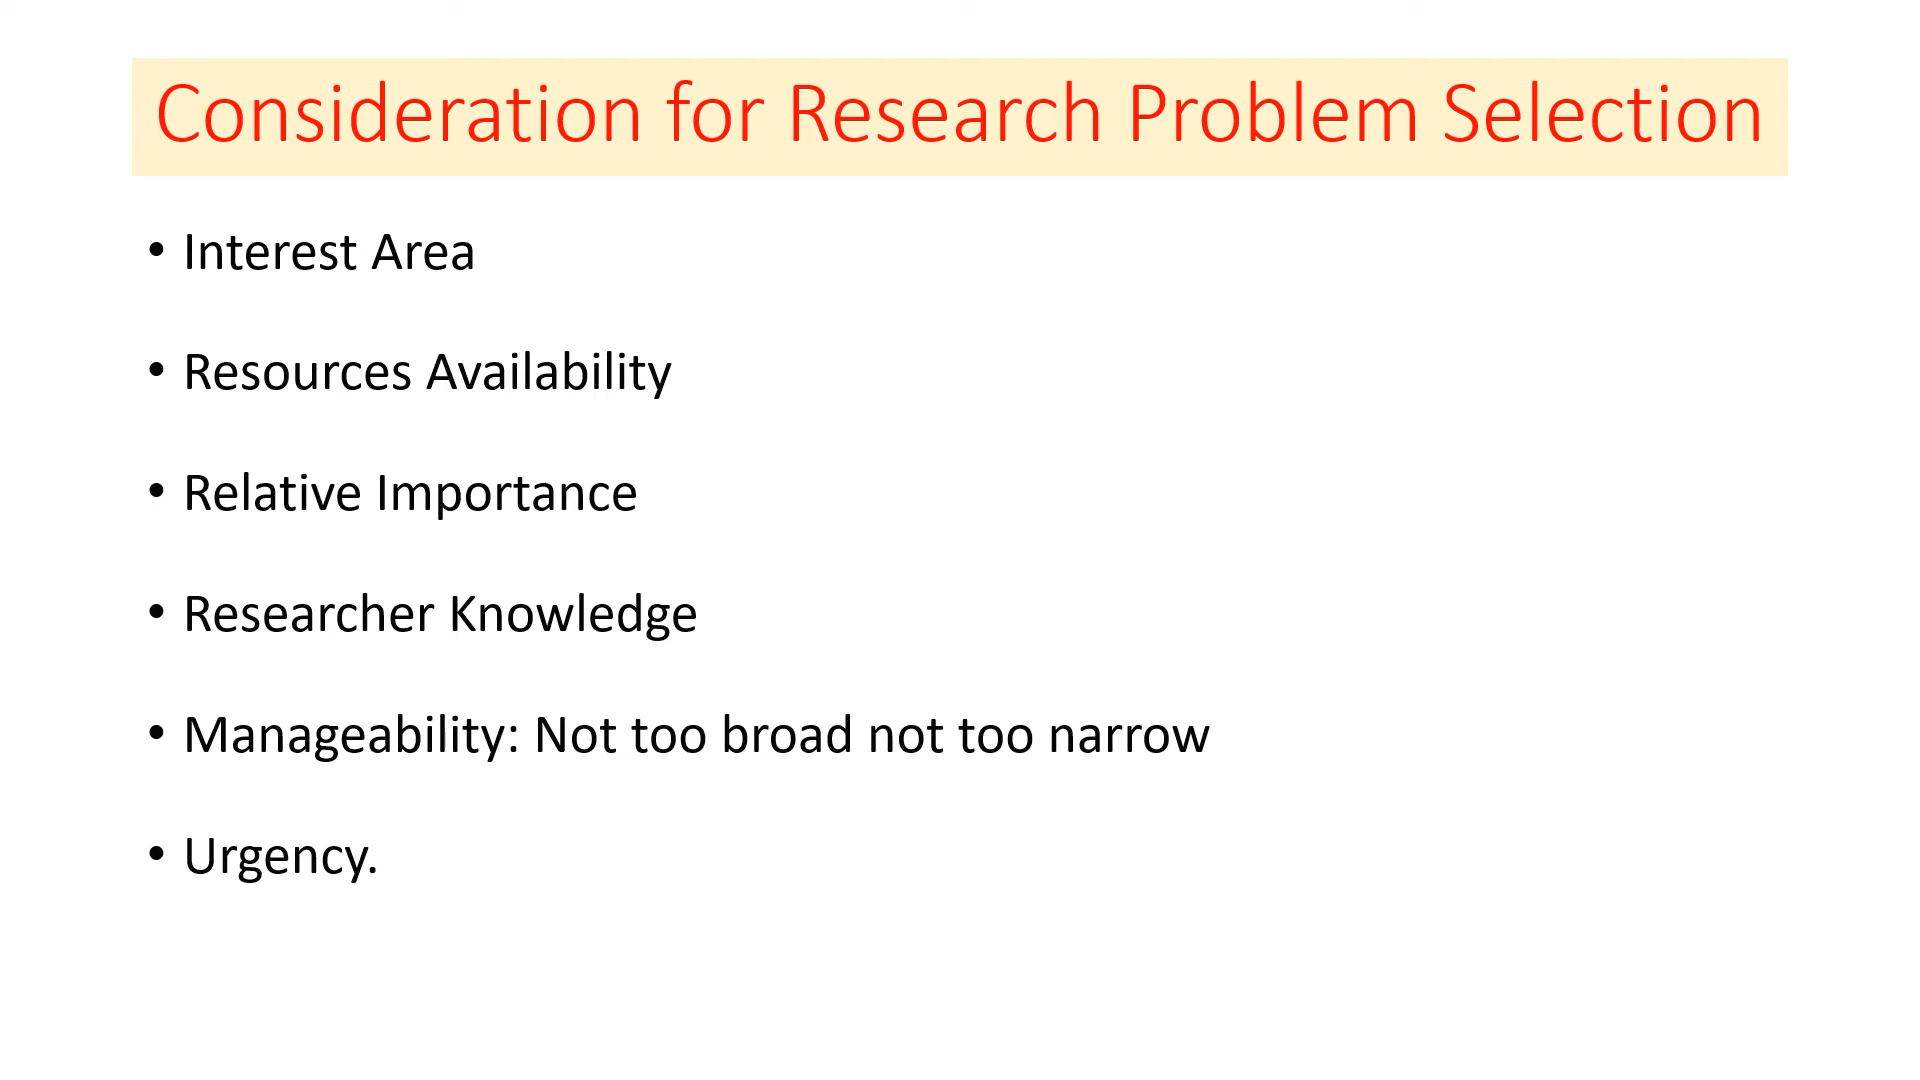 Consideration for Research Problem Selection
• Interest Area
• Resources Availability
• Relative Importance
• Researcher Knowledge
• Manageability: Not too broad not too narrow
• Urgency.